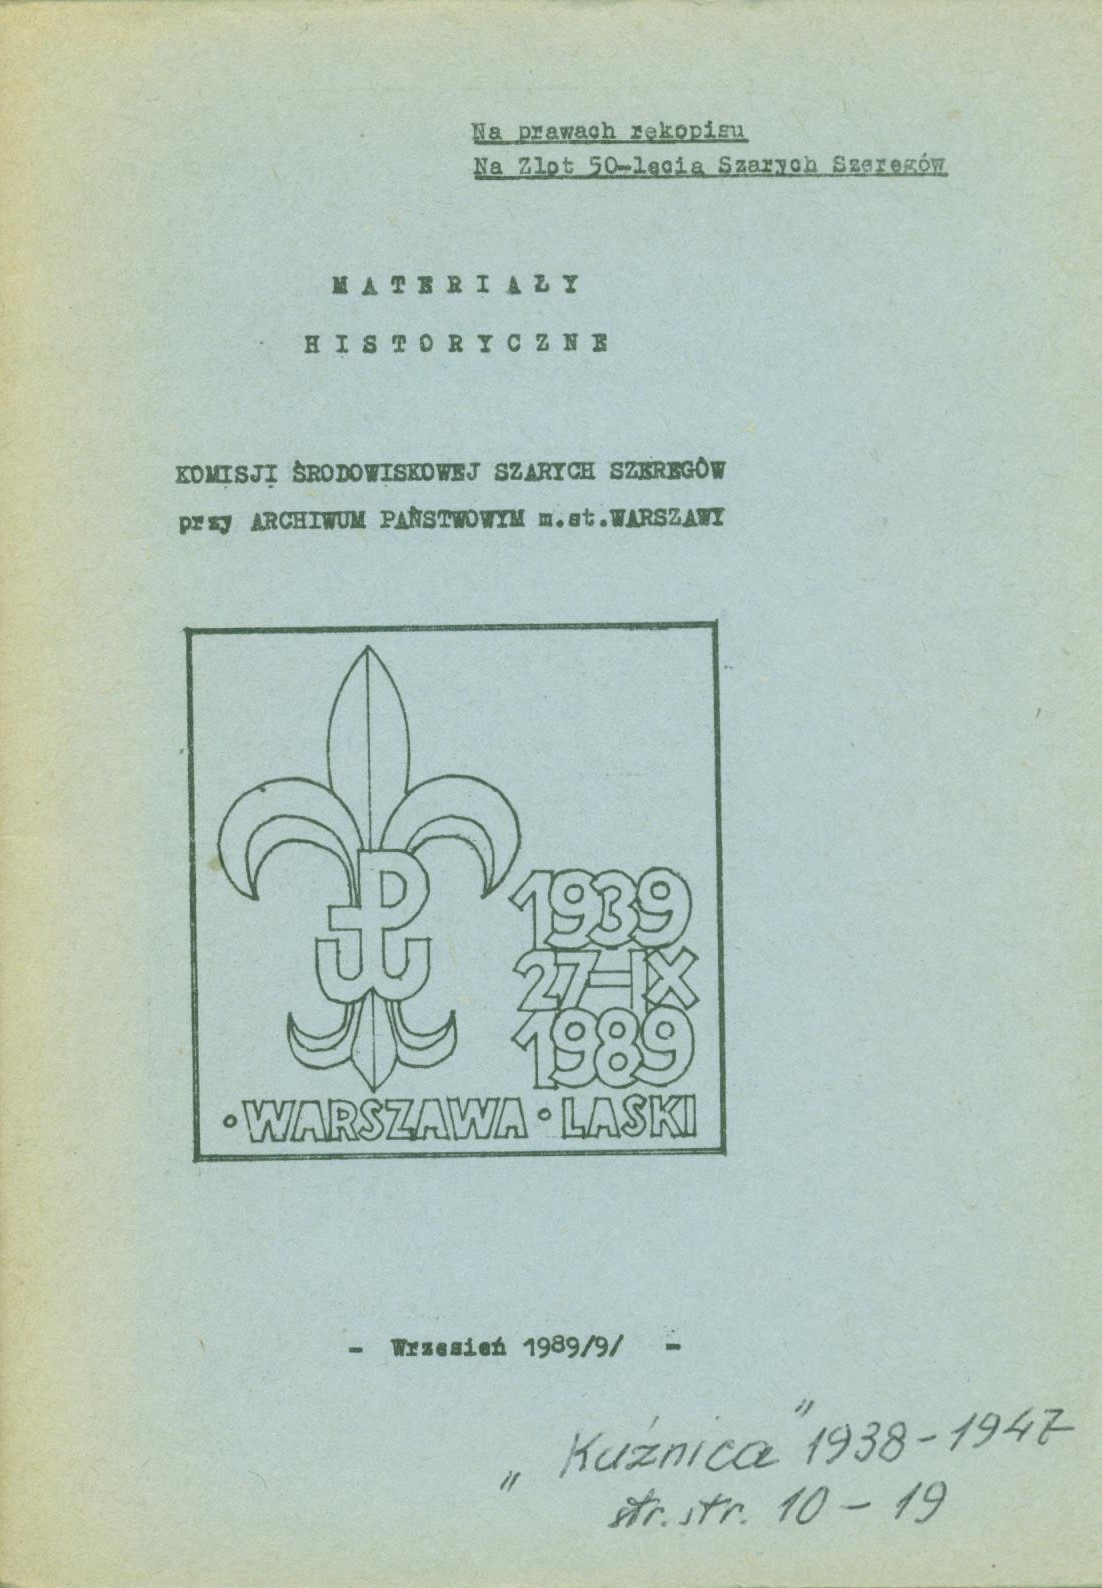 Na prawach rękopisu
Na Zlot 50-lecia Szarych Szeregów
MATERIAŁY
HISTORYCZNE
KOMISJI ŚRODOWISKOWEJ SZARYCH SZEREGÓW
przy ARCHIWUM PAŃSTWOWYM m.st.WARSZAWY
PW
1939
27-IX
1989
•WARSZAWA•LASKI
- Wrzesień 1989/9/ -
„Kuźnica" 1938-1947
str.str. 10-19